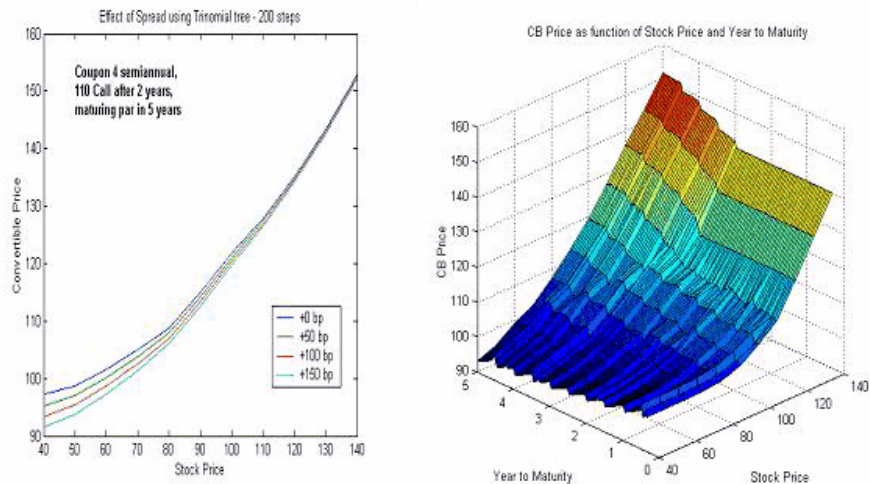 Effect of Spread using Trinomial tree - 200 steps
160
150
140
130
120
110
100
90
Convertible Price
Coupon 4 semiannual,
110 Call after 2 years,
maturing par in 5 years
+0 bp
+50 bp
+100 bp
+150 bp
40 50 60 70 80 90 100 110 120 130 140
Stock Price
CB Price as function of Stock Price and Year to Maturity
160
150
140
130
120
110
100
90
CB Price
5 4 3 2 1 0
Year to Maturity
40 60 80 100 120 140
Stock Price